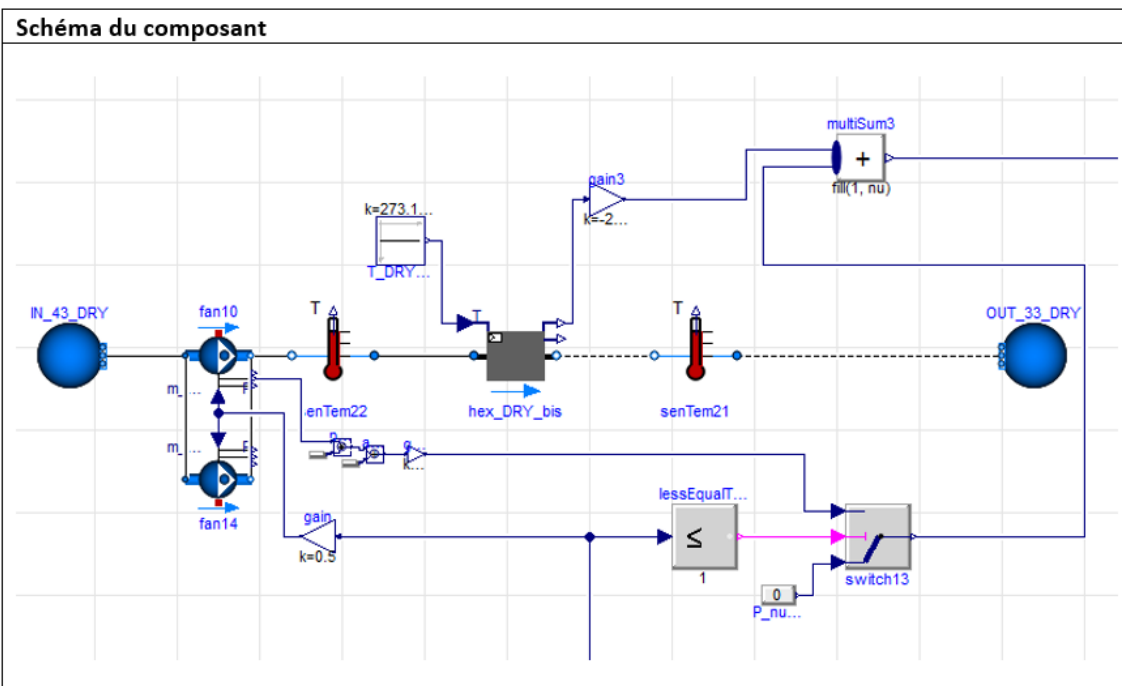 Schéma du composant
multiSum3
+
fill(1, nu)
gain3
k=-2...
k=273.1...
T_DRY...
IN_43_DRY
fan10
T
T
T
OUT_33_DRY
m_...
senTem22
hex_DRY_bis
senTem21
m_...
fan14
gain
k=0.5
k...
lessEqualT...
≤
1
switch13
0
P_nu...